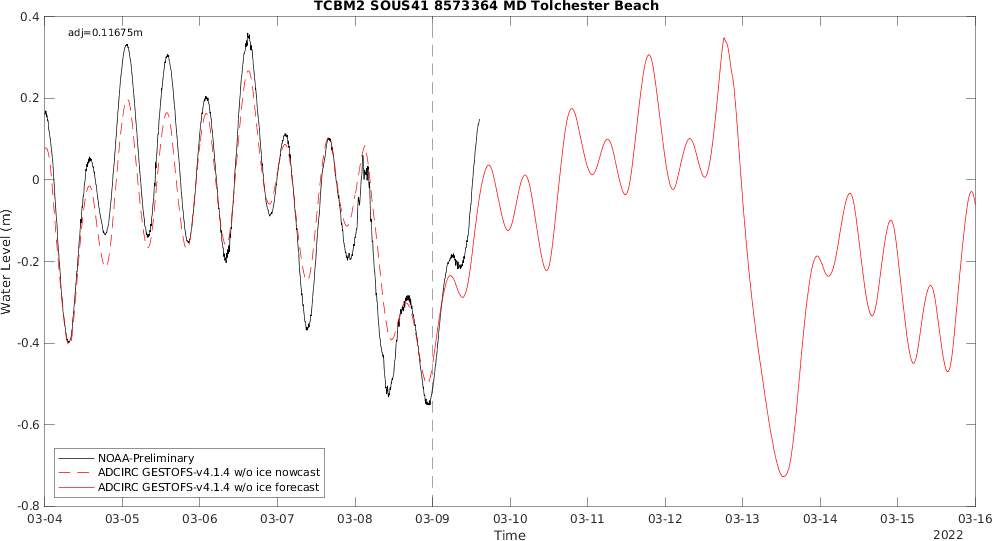 TCBM2 SOUS41 8573364 MD Tolchester Beach
adj=0.11675m
0.4
0.2
0
-0.2
-0.4
-0.6
-0.8
Water Level (m)
NOAA-Preliminary
ADCIRC GESTOFS-v4.1.4 w/o ice nowcast
ADCIRC GESTOFS-v4.1.4 w/o ice forecast
03-04 03-05 03-06 03-07 03-08 03-09 03-10 03-11 03-12 03-13 03-14 03-15 03-16
Time
2022